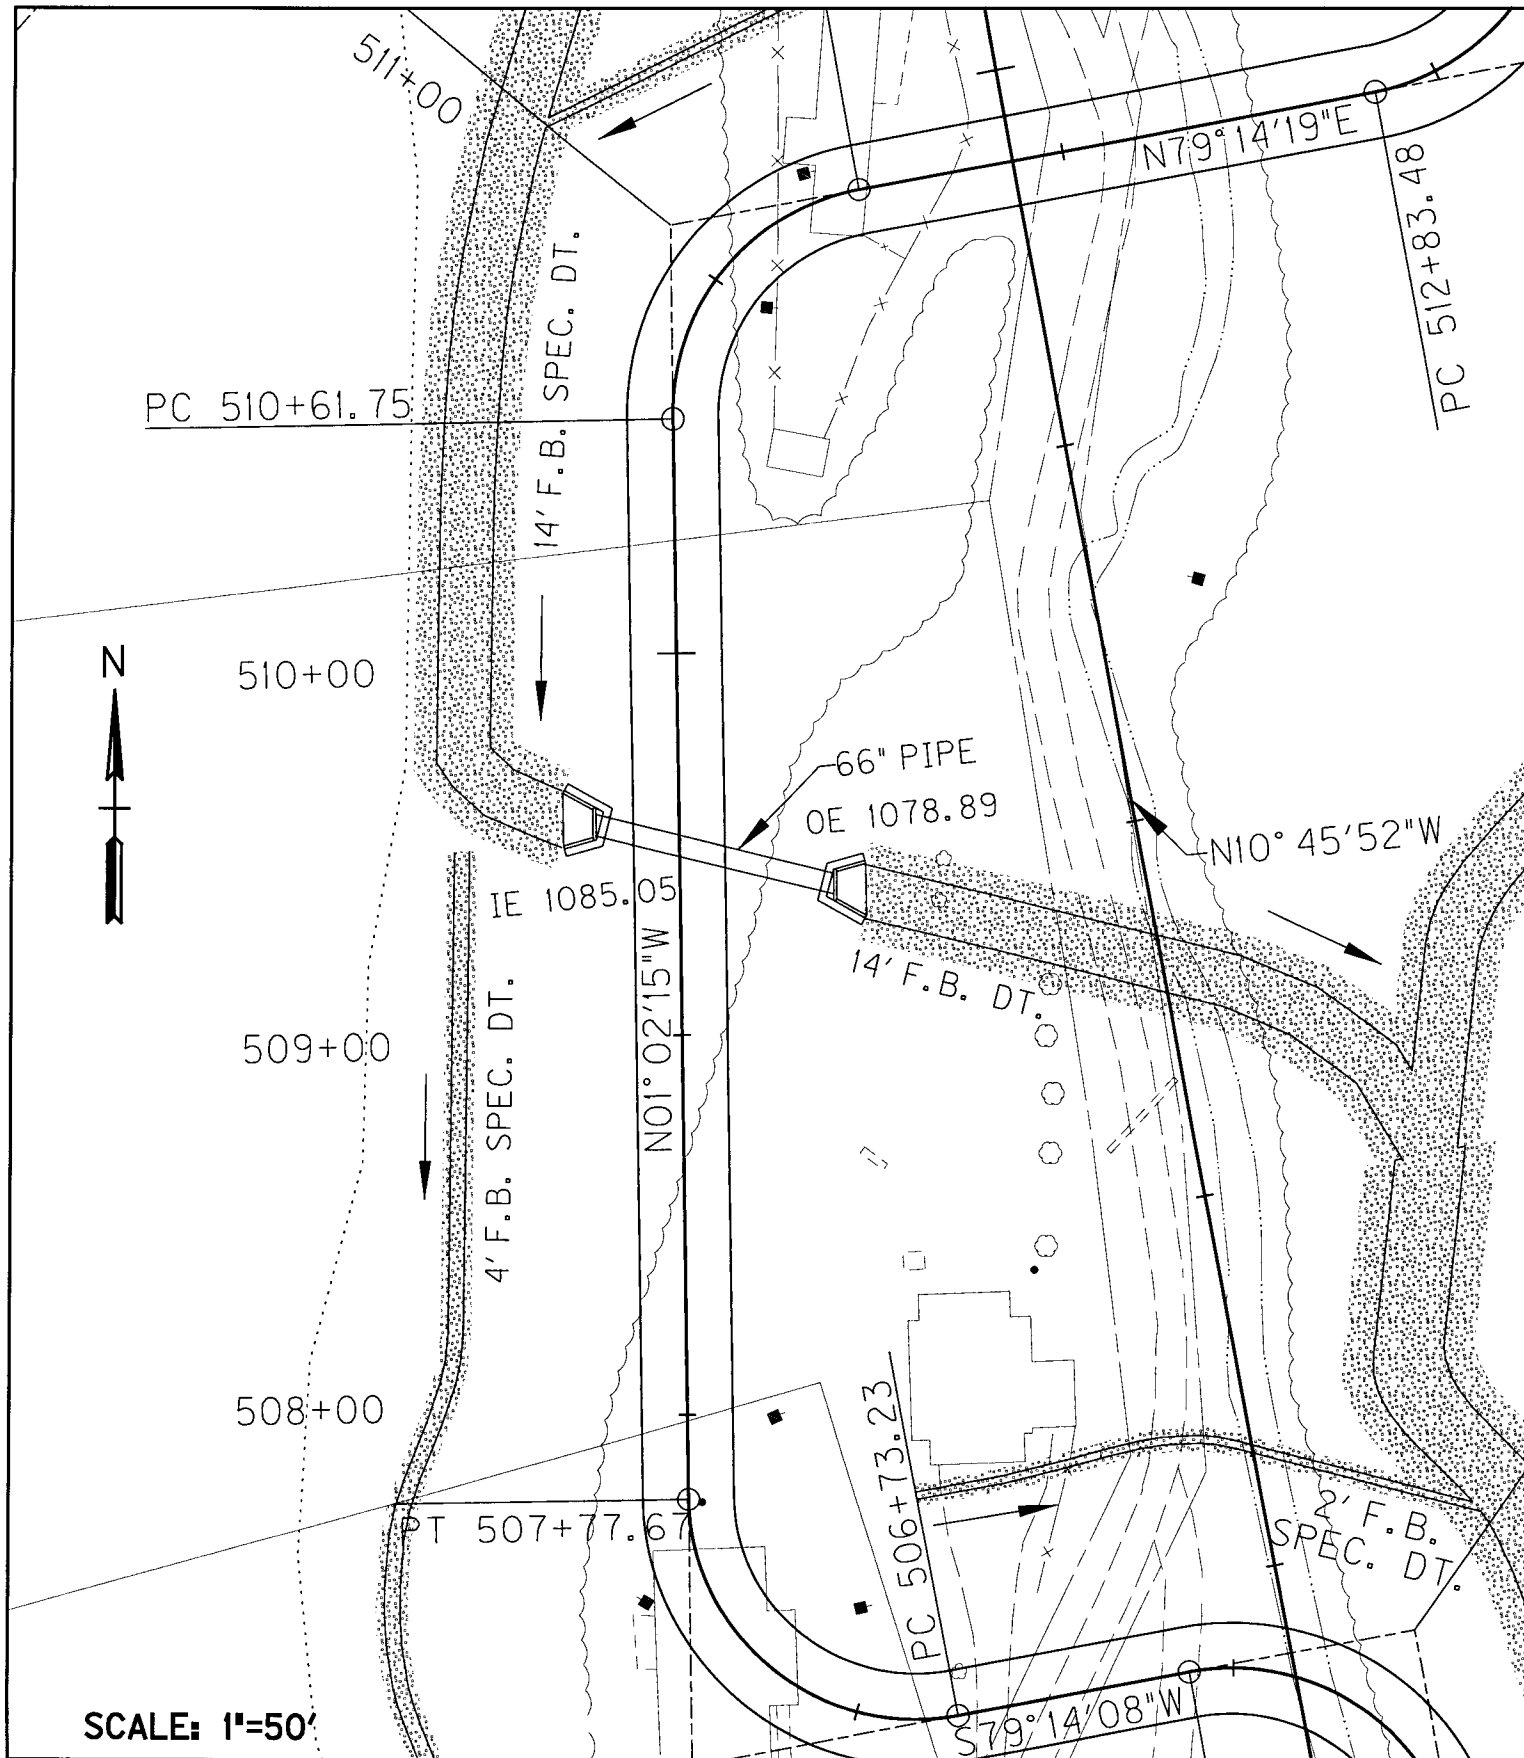 511+00
N79°14'19"E
PC 512+83.48
14' F.B. SPEC. DT.
PC 510+61.75
N
510+00
66" PIPE
OE 1078.89
N10°45'52"W
IE 1085.05
14' F.B. DT.
N01°02'15"W
509+00
4' F.B. SPEC. DT.
508+00
PC 506+73.23
PT 507+77.67
2' F.B.
SPEC. DT.
S79°14'08"W
SCALE: 1"=50'